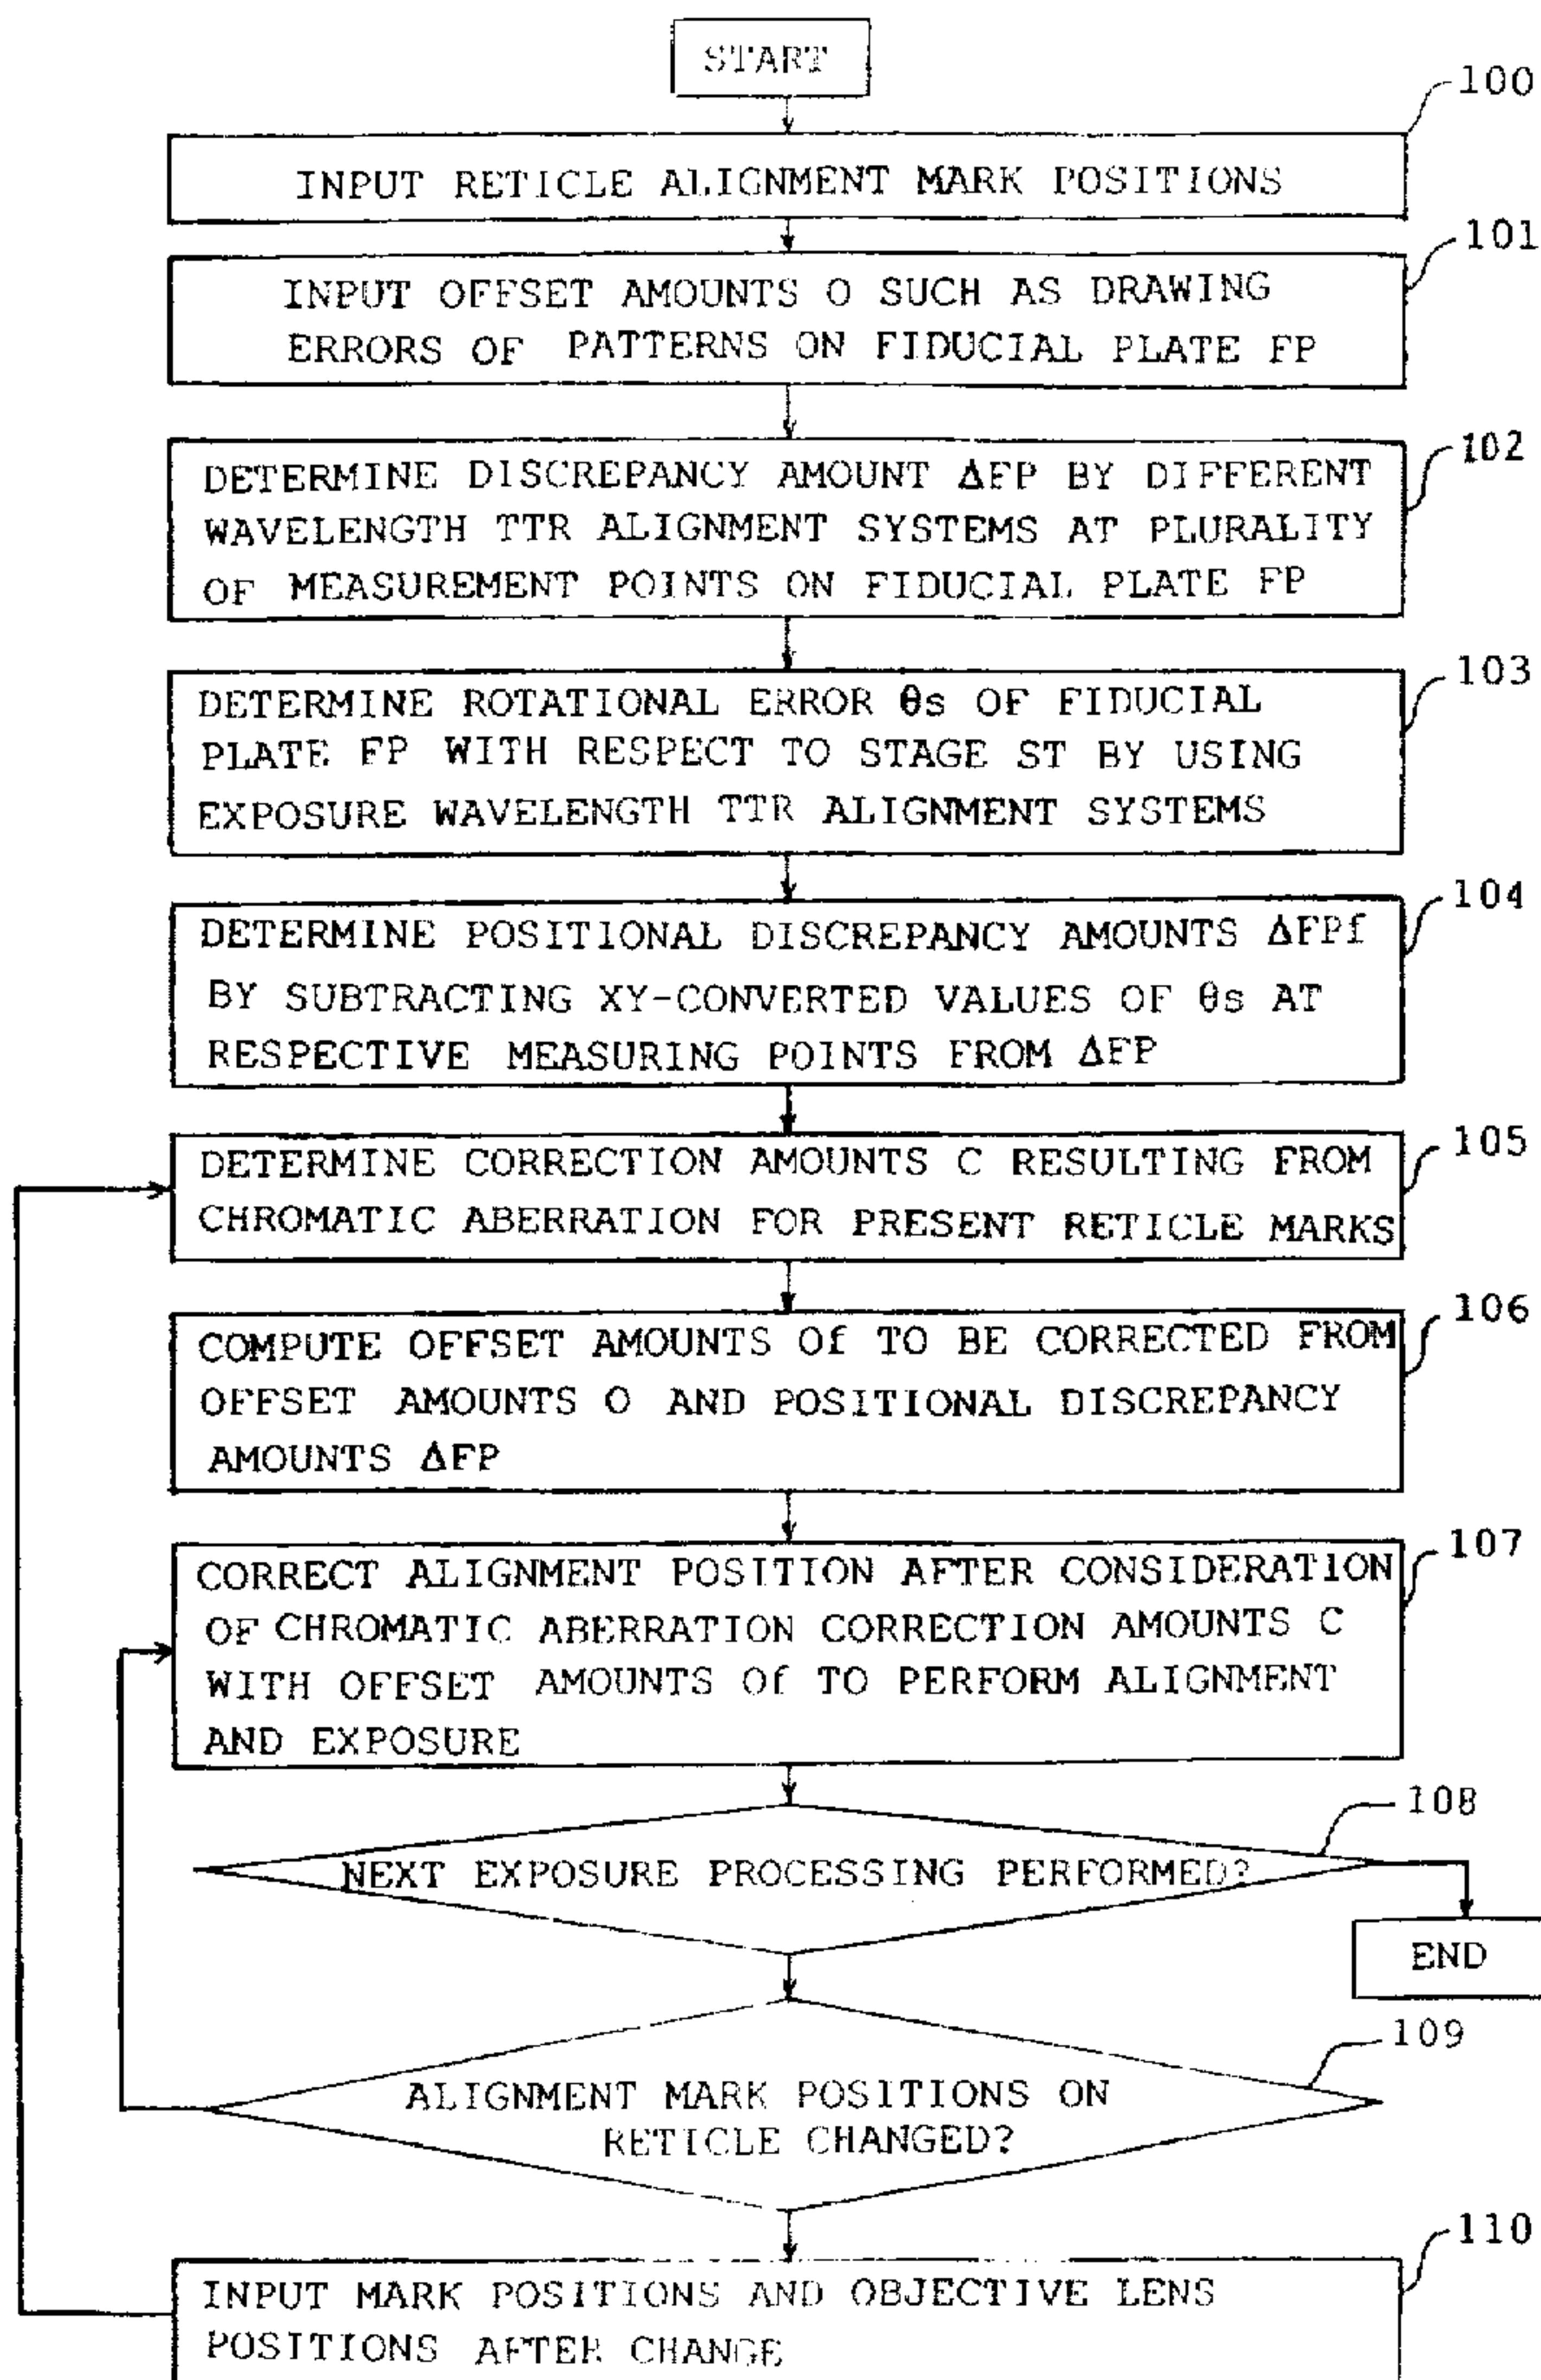 START
100
INPUT RETICLE ALIGNMENT MARK POSITIONS
101
INPUT OFFSET AMOUNTS O SUCH AS DRAWING
ERRORS OF PATTERNS ON FIDUCIAL PLATE FP
102
DETERMINE DISCREPANCY AMOUNT ΔFP BY DIFFERENT
WAVELENGTH TTR ALIGNMENT SYSTEMS AT PLURALITY
OF MEASUREMENT POINTS ON FIDUCIAL PLATE FP
103
DETERMINE ROTATIONAL ERROR θs OF FIDUCIAL
PLATE FP WITH RESPECT TO STAGE ST BY USING
EXPOSURE WAVELENGTH TTR ALIGNMENT SYSTEMS
104
DETERMINE POSITIONAL DISCREPANCY AMOUNTS ΔFPf
BY SUBTRACTING XY-CONVERTED VALUES OF θs AT
RESPECTIVE MEASURING POINTS FROM ΔFP
105
DETERMINE CORRECTION AMOUNTS C RESULTING FROM
CHROMATIC ABERRATION FOR PRESENT RETICLE MARKS
106
COMPUTE OFFSET AMOUNTS Of TO BE CORRECTED FROM
OFFSET AMOUNTS O AND POSITIONAL DISCREPANCY
AMOUNTS ΔFP
107
CORRECT ALIGNMENT POSITION AFTER CONSIDERATION
OF CHROMATIC ABERRATION CORRECTION AMOUNTS C
WITH OFFSET AMOUNTS Of TO PERFORM ALIGNMENT
AND EXPOSURE
108
NEXT EXPOSURE PROCESSING PERFORMED?
END
109
ALIGNMENT MARK POSITIONS ON
RETICLE CHANGED?
110
INPUT MARK POSITIONS AND OBJECTIVE LENS
POSITIONS AFTER CHANGE